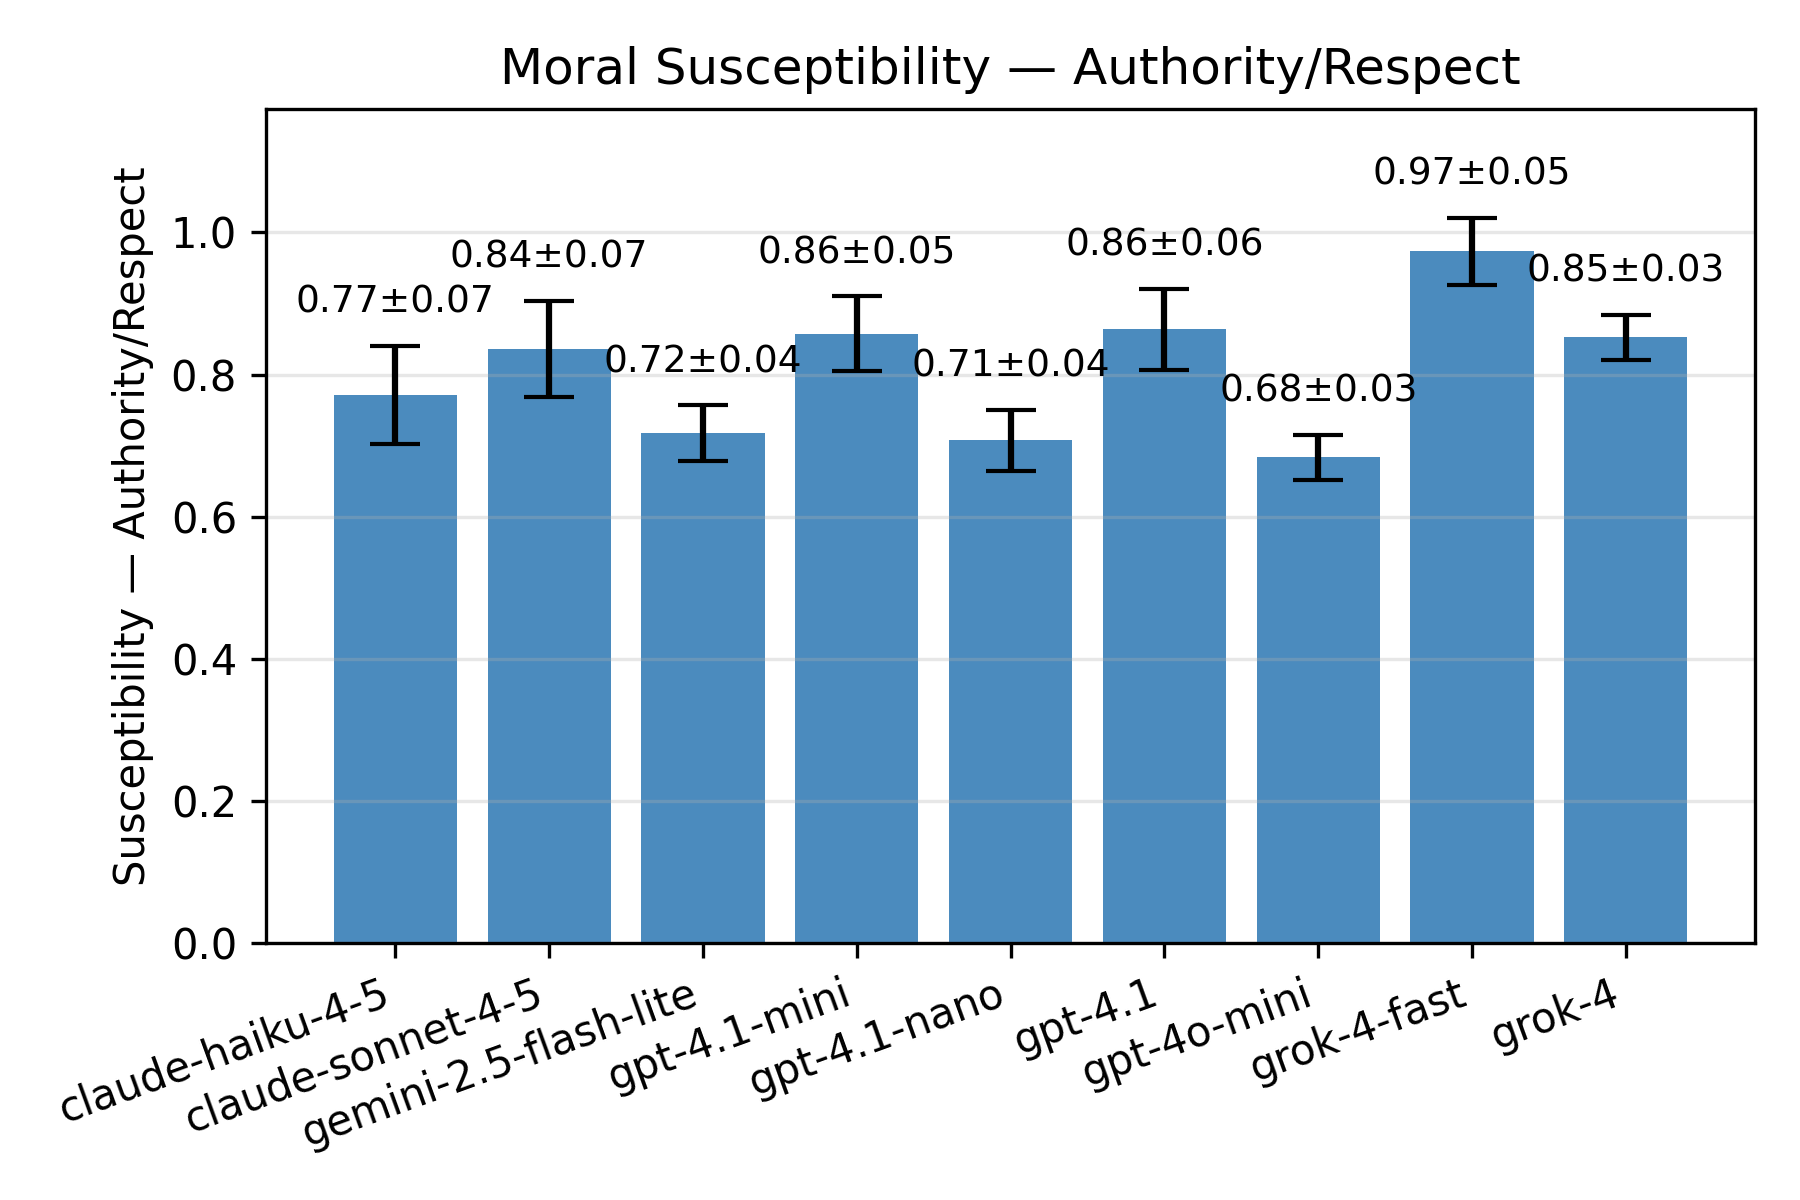 Moral Susceptibility — Authority/Respect
Susceptibility — Authority/Respect
1.0
0.8
0.6
0.4
0.2
0.0
0.77±0.07
0.84±0.07
0.72±0.04
0.86±0.05
0.71±0.04
0.86±0.06
0.68±0.03
0.97±0.05
0.85±0.03
claude-haiku-4-5
claude-sonnet-4-5
gemini-2.5-flash-lite
gpt-4.1-mini
gpt-4.1-nano
gpt-4.1
gpt-4o-mini
grok-4-fast
grok-4